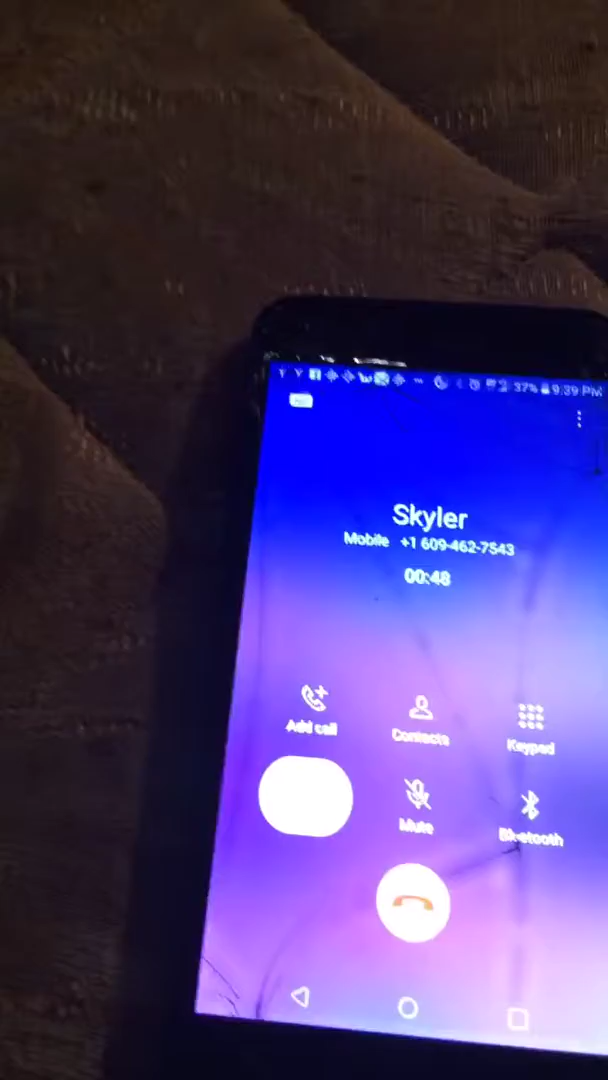 37% 9:39 PM
Skyler
Mobile +1 609-462-7543
00:48
Add call
Contacts
Keypad
Mute
Bluetooth